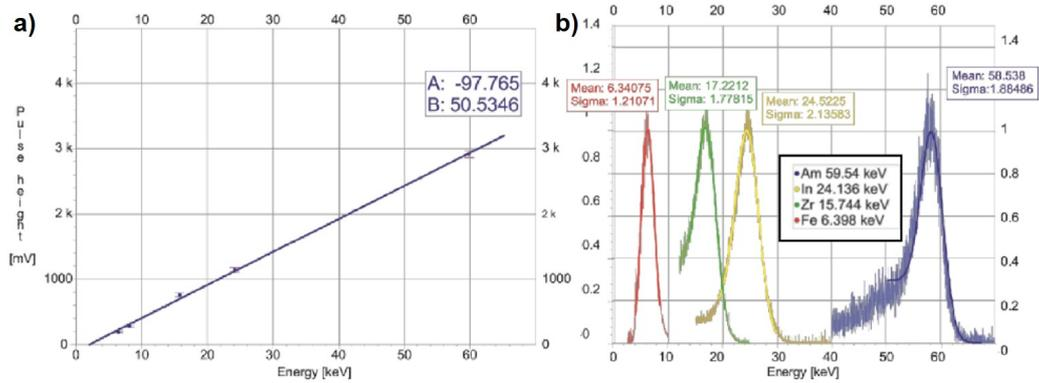 a)
0 10 20 30 40 50 60 70
4 k
3 k
2 k
1000
0
Pulse height
[mV]
A: -97.765
B: 50.5346
4 k
3 k
2 k
1000
0
0 10 20 30 40 50 60 70
Energy [keV]
b)
0 10 20 30 40 50 60
1.4
1.2
1
0.8
0.6
0.4
0.2
.0
Mean: 6.34075
Sigma: 1.21071
Mean: 17.2212
Sigma: 1.77815
Mean: 24.5225
Sigma: 2.13583
Mean: 58.538
Sigma:1.88486
Am 59.54 keV
In 24.136 keV
Zr 15.744 keV
Fe 6.398 keV
1.4
1
0.8
0.6
0.4
0.2
0
0 10 20 30 40 50 60
Energy [keV]